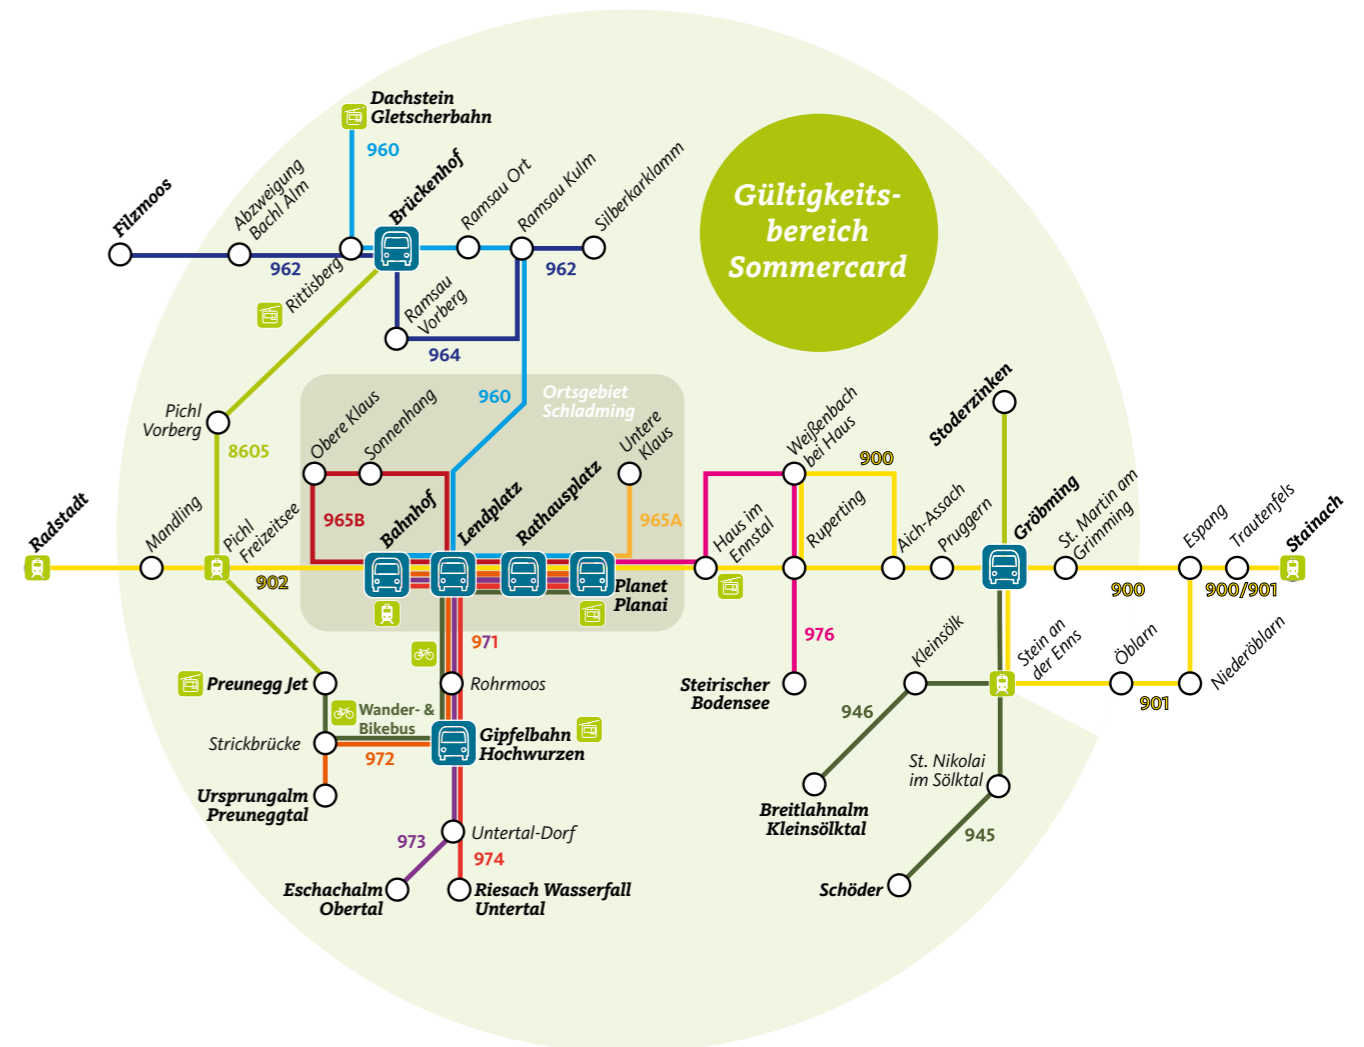 Dachstein
Gletscherbahn
960
Gültigkeits-
bereich
Sommercard
Filzmoos
Abzweigung
Bachl Alm
Brückenhof
Ramsau Ort
Ramsau Kulm
Silberkarklamm
962
Rittisberg
962
Ramsau
Vorberg
964
Pichl
Vorberg
8605
960
Ortsgebiet
Schladming
Obere Klaus
Sonnenhang
Untere
Klaus
Weißenbach
bei Haus
900
Stoderzinken
Radstadt
Mandling
Pichl
Freizeitsee
902
965B
Bahnhof
Lendplatz
Rathausplatz
965A
Planet
Planai
Haus im
Ennstal
Ruperting
Aich-Assach
Pruggern
Gröbming
St. Martin am
Grimming
900
Espang
Trautenfels
900/901
Stainach
971
976
Kleinsölk
Stein an
der Enns
Öblarn
Niederöblarn
901
Preunegg Jet
Rohrmoos
Steirischer
Bodensee
946
Wander- &
Bikebus
Strickbrücke
972
Gipfelbahn
Hochwurzen
St. Nikolai
im Sölktal
Ursprungalm
Preuneggtal
Breitlahnalm
Kleinsölktal
973
Untertal-Dorf
974
945
Eschachalm
Obertal
Riesach Wasserfall
Untertal
Schöder